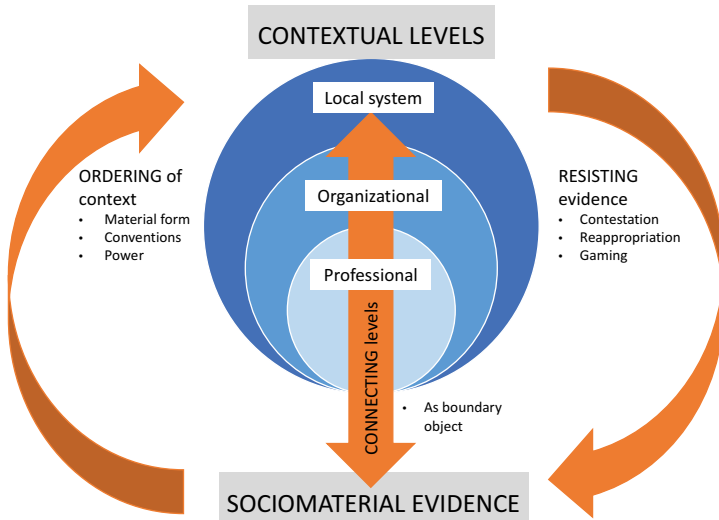 CONTEXTUAL LEVELS
Local system
ORDERING of
context
• Material form
• Conventions
• Power
Organizational
RESISTING
evidence
• Contestation
• Reappropriation
• Gaming
Professional
CONNECTING levels
• As boundary
object
SOCIOMATERIAL EVIDENCE